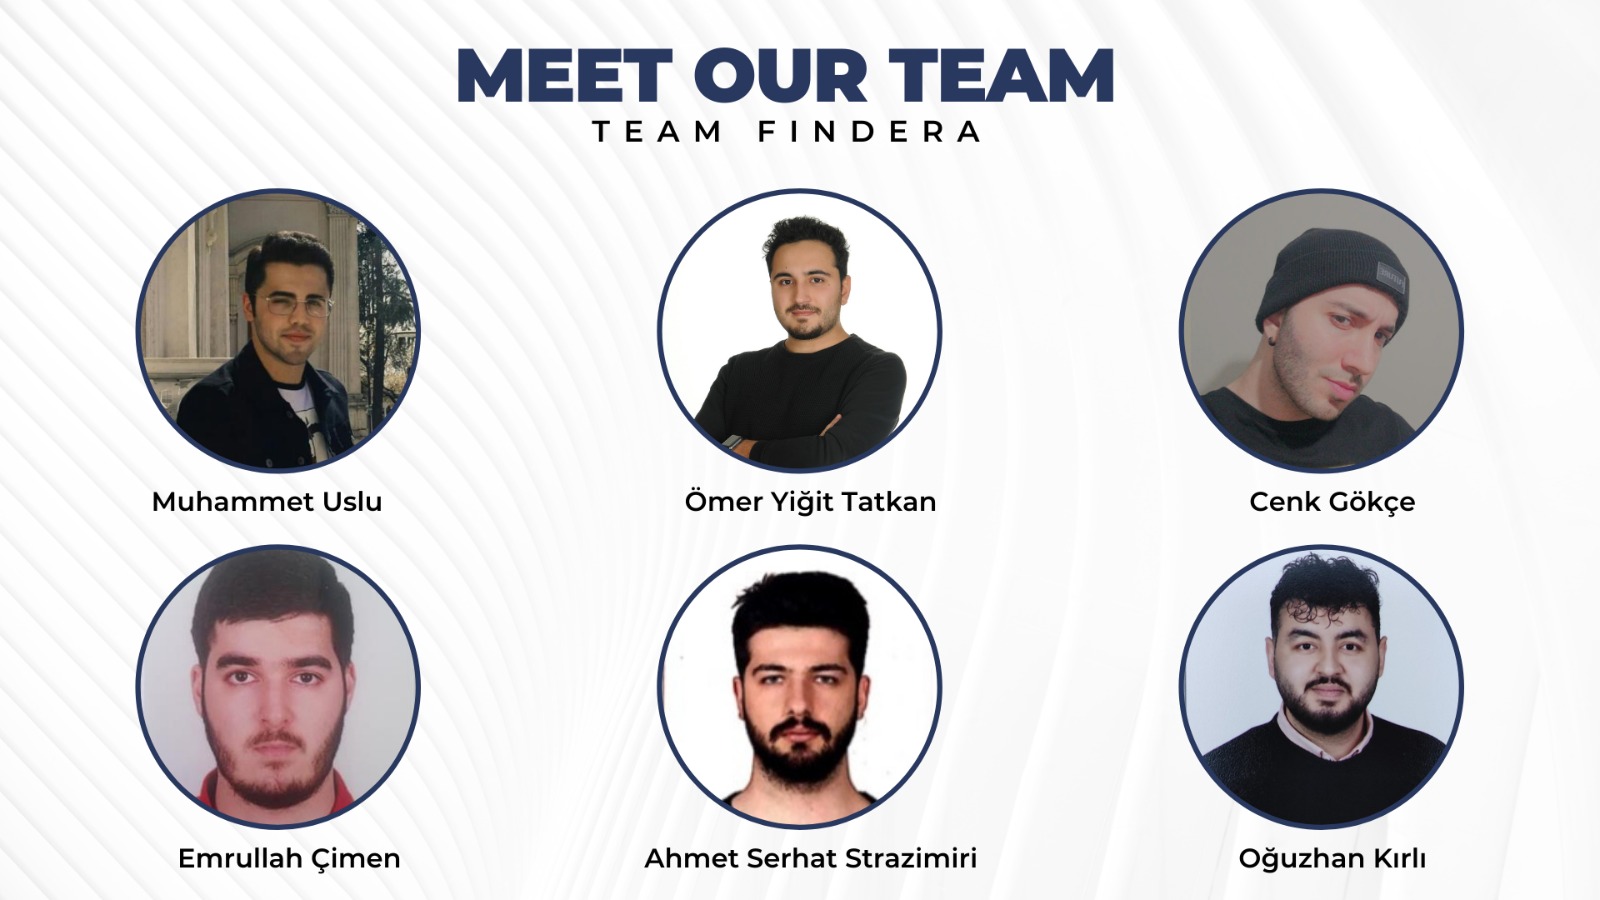 MEET OUR TEAM
TEAM FINDERA
Muhammet Uslu
Ömer Yiğit Tatkan
Cenk Gökçe
Emrullah Çimen
Ahmet Serhat Strazimiri
Oğuzhan Kırlı